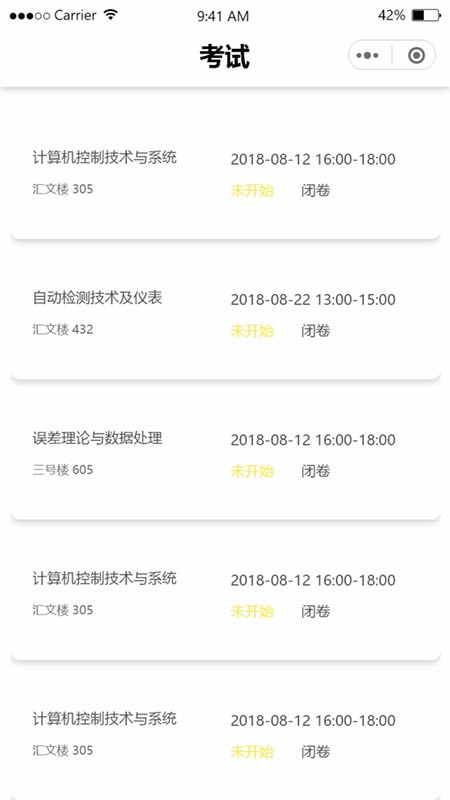 Carrier 9:41 AM 42%
考试
计算机控制技术与系统 2018-08-12 16:00-18:00
汇文楼 305 未开始 闭卷
自动检测技术及仪表 2018-08-22 13:00-15:00
汇文楼 432 未开始 闭卷
误差理论与数据处理 2018-08-12 16:00-18:00
三号楼 605 未开始 闭卷
计算机控制技术与系统 2018-08-12 16:00-18:00
汇文楼 305 未开始 闭卷
计算机控制技术与系统 2018-08-12 16:00-18:00
汇文楼 305 未开始 闭卷